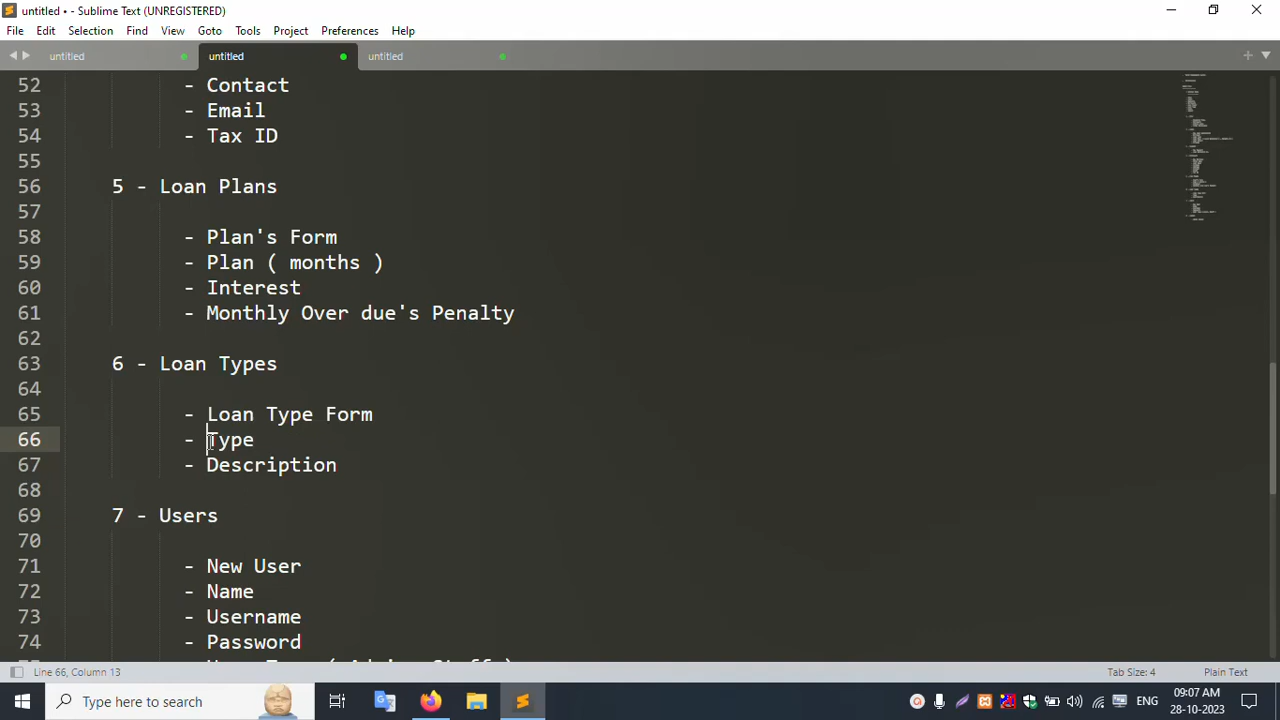 untitled • - Sublime Text (UNREGISTERED)
File Edit Selection Find View Goto Tools Project Preferences Help
untitled untitled untitled
52 - Contact
53 - Email
54 - Tax ID
55
56 5 - Loan Plans
57
58 - Plan's Form
59 - Plan ( months )
60 - Interest
61 - Monthly Over due's Penalty
62
63 6 - Loan Types
64
65 - Loan Type Form
66 - Type
67 - Description
68
69 7 - Users
70
71 - New User
72 - Name
73 - Username
74 - Password
Line 66, Column 13 Tab Size: 4 Plain Text
Type here to search ENG 09:07 AM
28-10-2023